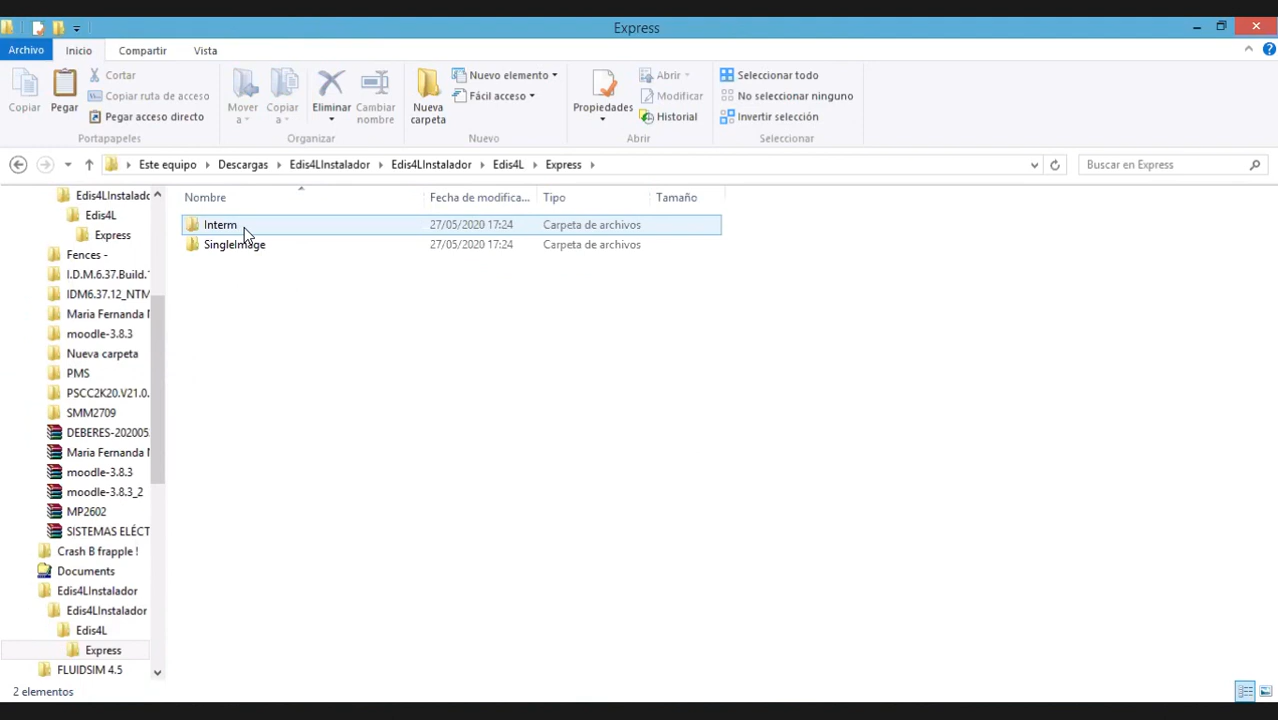 Express
Archivo Inicio Compartir Vista
Copiar
Pegar
Cortar
Copiar ruta de acceso
Pegar acceso directo
Portapapeles
Mover a
Copiar a
Eliminar
Cambiar nombre
Organizar
Nueva carpeta
Nuevo elemento
Fácil acceso
Nuevo
Propiedades
Abrir
Modificar
Historial
Abrir
Seleccionar todo
No seleccionar ninguno
Invertir selección
Seleccionar
Este equipo Descargas Edis4LInstalador Edis4LInstalador Edis4L Express
Buscar en Express
Edis4LInstalado
Edis4L
Express
Fences -
I.D.M.6.37.Build.
IDM6.37.12_NTM
Maria Fernanda
moodle-3.8.3
Nueva carpeta
PMS
PSCC2K20.V21.0.
SMM2709
DEBERES-202005
Maria Fernanda
moodle-3.8.3
moodle-3.8.3_2
MP2602
SISTEMAS ELÉCT
Crash B frapple !
Documents
Edis4LInstalador
Edis4LInstalador
Edis4L
Express
FLUIDSIM 4.5
Nombre Fecha de modifica... Tipo Tamaño
Interm 27/05/2020 17:24 Carpeta de archivos
SingleImage 27/05/2020 17:24 Carpeta de archivos
2 elementos